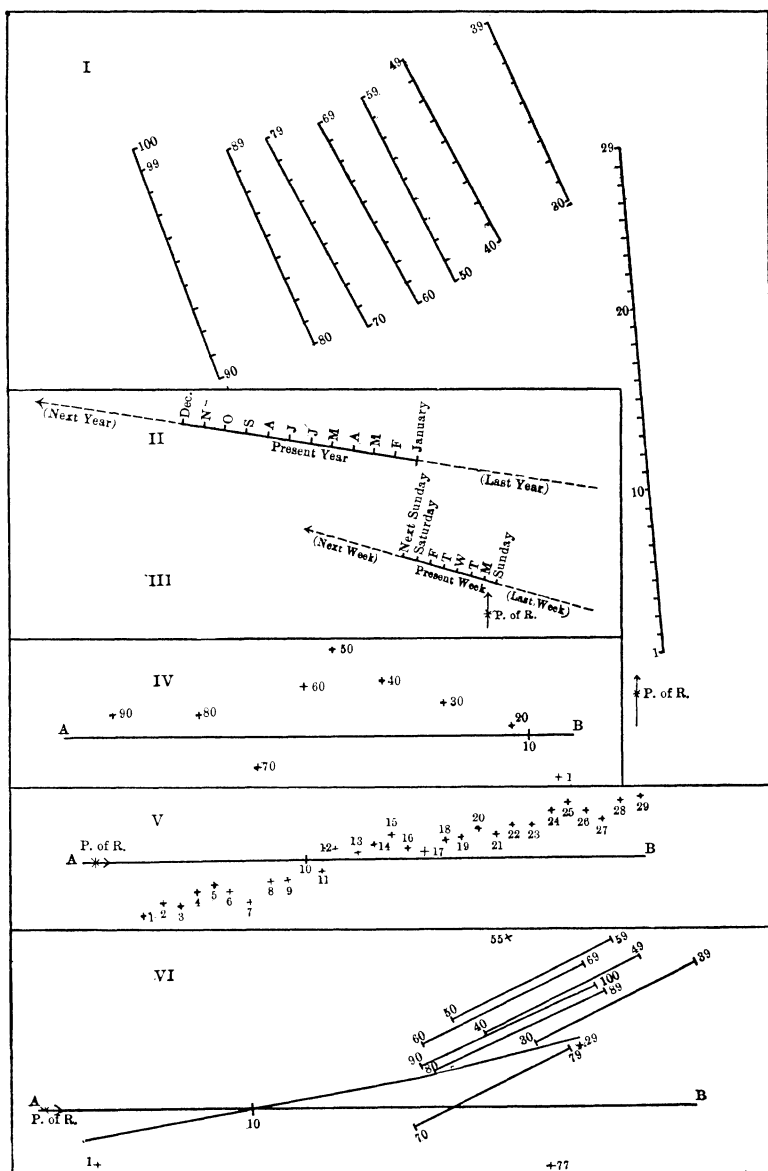 I
100
99
90
89
80
79
70
69
60
59
50
49
40
39
30
29
20
10
1
P. of R.
II
(Next Year)
Dec.
N
O
S
A
J
J
M
A
M
F
January
Present Year
(Last Year)
III
(Next Week)
Next Sunday
Saturday
F
T
W
T
M
Sunday
Present Week
(Last Week)
P. of R.
IV
A
B
+90
+80
+70
+60
+50
+40
+30
20
10
+1
V
A
P. of R.
B
1
2
3
4
5
6
7
8
9
10
11
12
13
14
15
16
17
18
19
20
21
22
23
24
25
26
27
28
29
VI
A
P. of R.
B
1
10
29
30
39
40
49
50
59
55
60
69
70
79
77
80
89
90
100